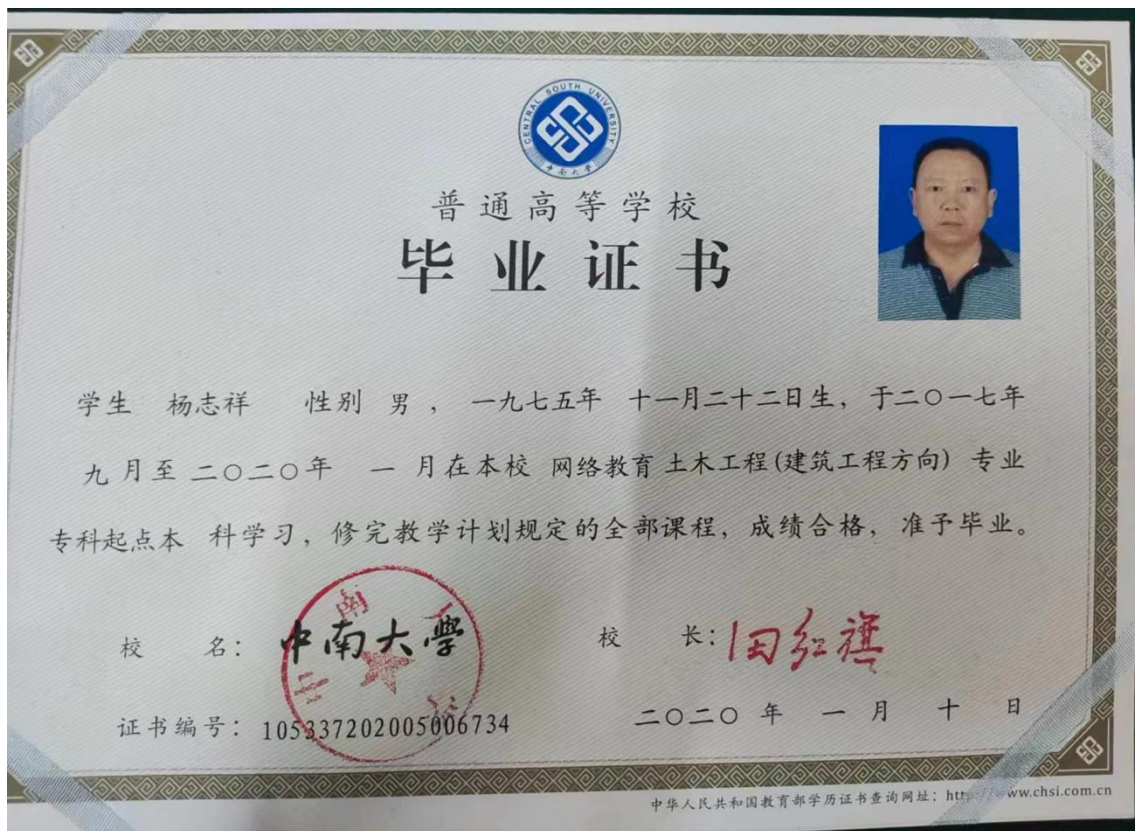 CENTRAL SOUTH UNIVERSITY
中南大学
普通高等学校
毕业证书
学生 杨志祥 性别 男 ， 一九七五年 十一月二十二日生，于二〇一七年
九 月至 二〇二〇年 一 月在本校 网络教育 土木工程(建筑工程方向) 专业
专科起点本 科学习，修完教学计划规定的全部课程，成绩合格，准予毕业。
校 名： 中南大學 校 长： 田红旗
证书编号：105337202005006734 二〇二〇 年 一 月 十 日
中华人民共和国教育部学历证书查询网址：http://www.chsi.com.cn